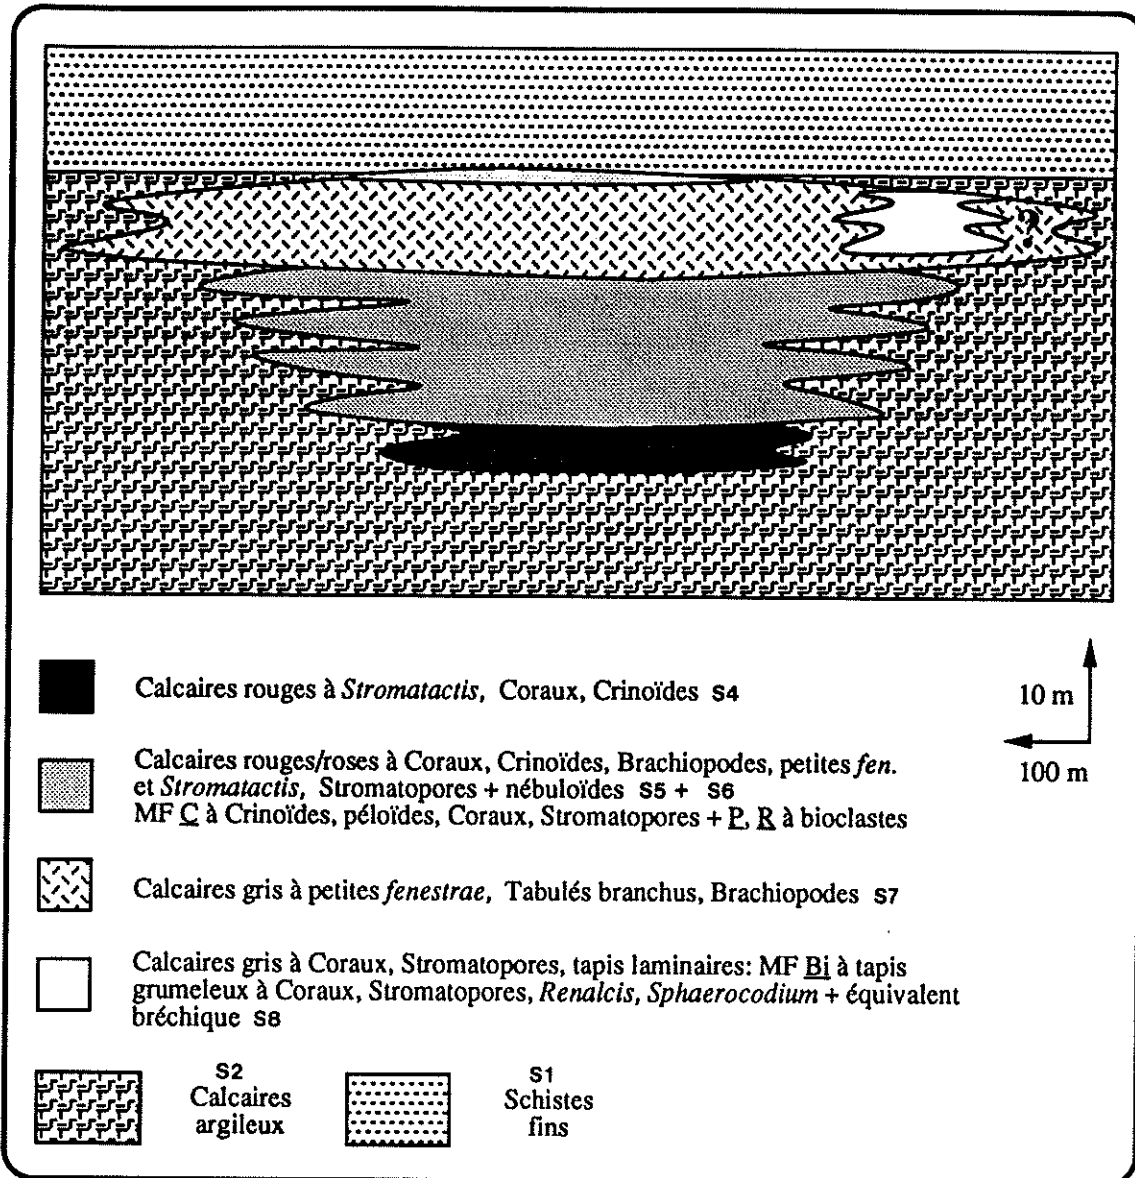 ?
Calcaires rouges à Stromatactis, Coraux, Crinoïdes S4
10 m
100 m
Calcaires rouges/roses à Coraux, Crinoïdes, Brachiopodes, petites fen.
et Stromatactis, Stromatopores + nébuloïdes S5 + S6
MF C à Crinoïdes, péloïdes, Coraux, Stromatopores + P, R à bioclastes
Calcaires gris à petites fenestrae, Tabulés branchus, Brachiopodes S7
Calcaires gris à Coraux, Stromatopores, tapis laminaires: MF Bi à tapis
grumeleux à Coraux, Stromatopores, Renalcis, Sphaerocodium + équivalent
bréchique S8
S2
Calcaires
argileux
S1
Schistes
fins